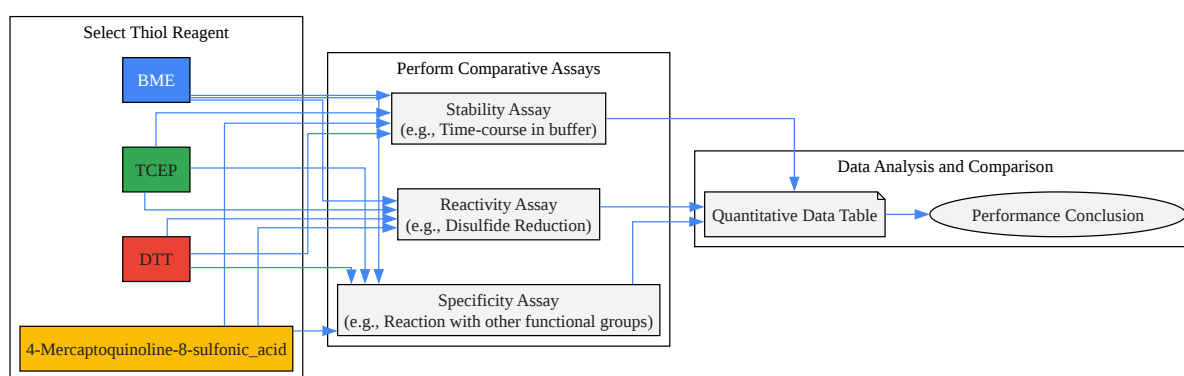 Select Thiol Reagent
BME
TCEP
DTT
4-Mercaptoquinoline-8-sulfonic_acid
Perform Comparative Assays
Stability Assay
(e.g., Time-course in buffer)
Reactivity Assay
(e.g., Disulfide Reduction)
Specificity Assay
(e.g., Reaction with other functional groups)
Data Analysis and Comparison
Quantitative Data Table
Performance Conclusion